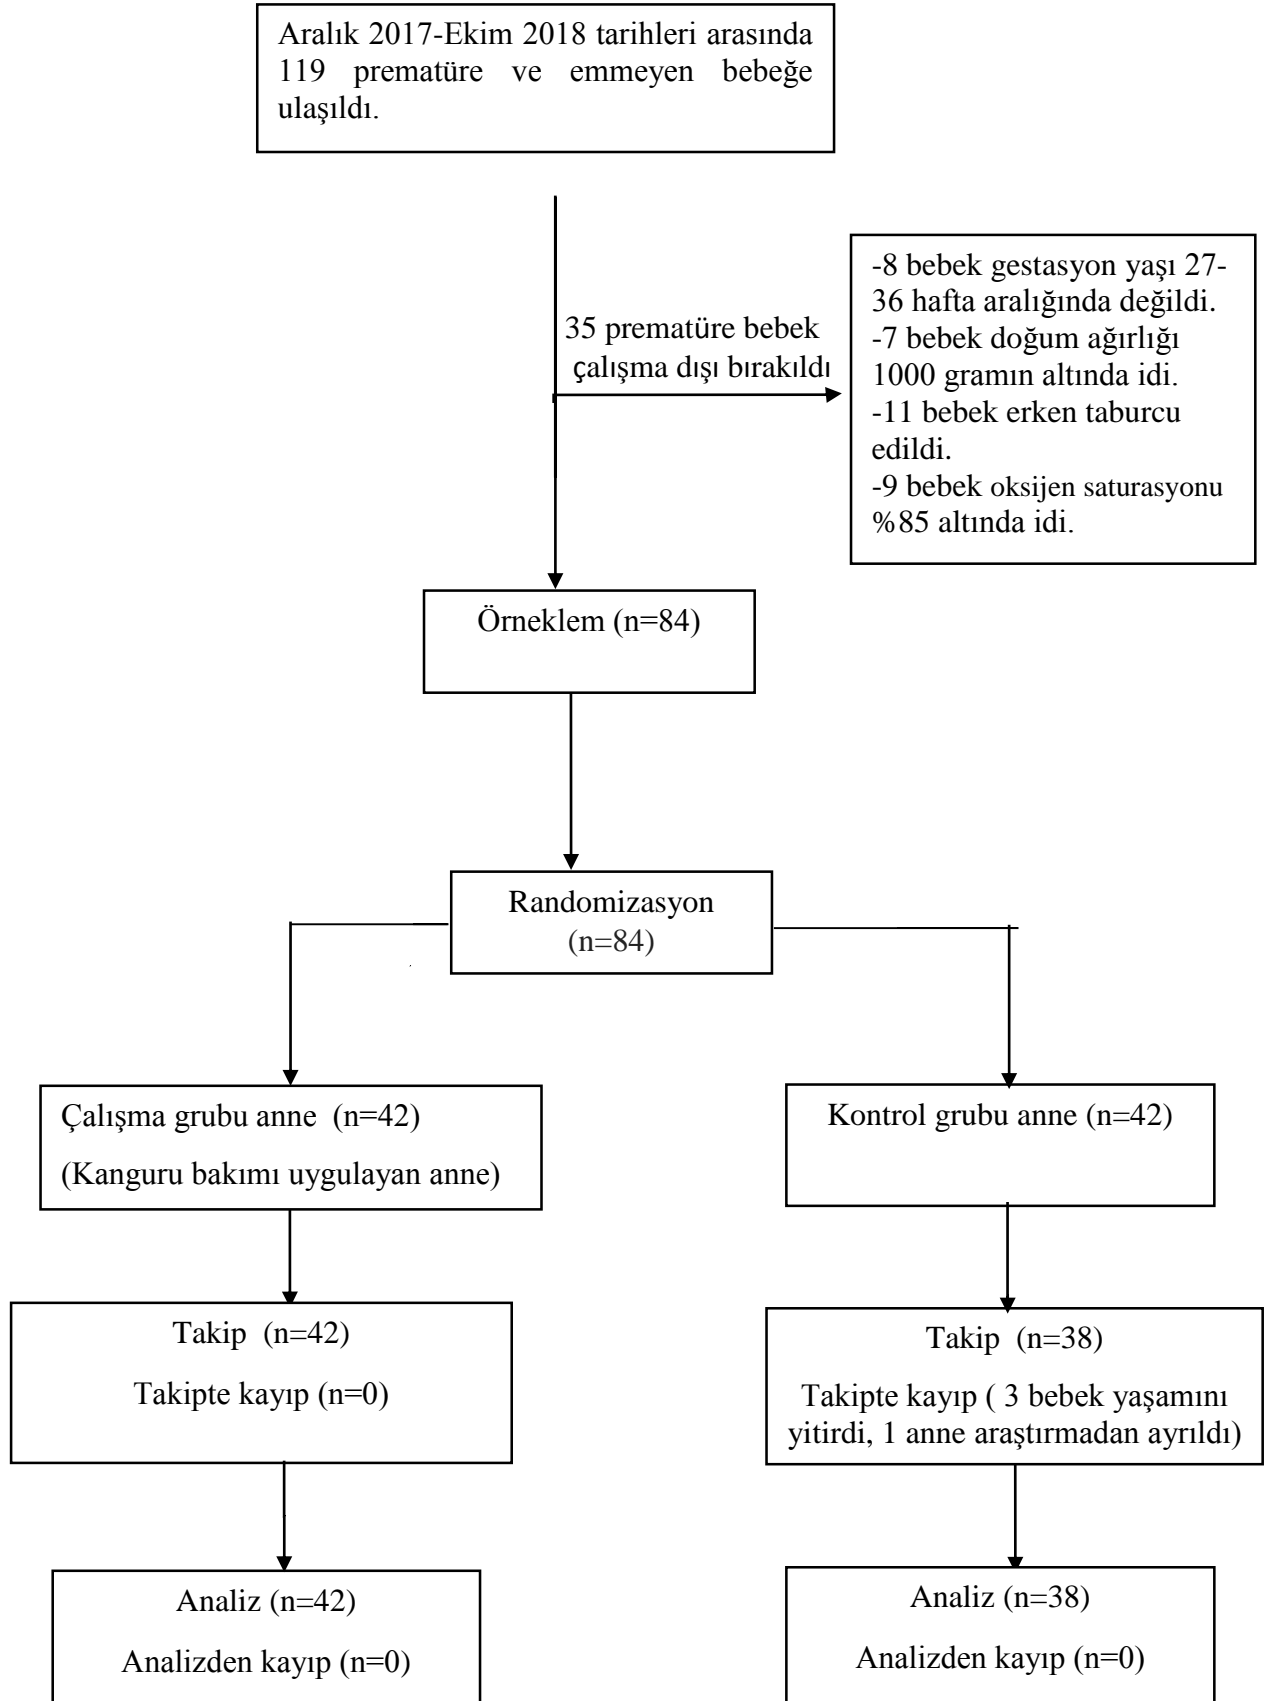 Aralık 2017-Ekim 2018 tarihleri arasında
119 prematüre ve emmeyen bebeğe
ulaşıldı.
35 prematüre bebek
çalışma dışı bırakıldı
-8 bebek gestasyon yaşı 27-
36 hafta aralığında değildi.
-7 bebek doğum ağırlığı
1000 gramın altında idi.
-11 bebek erken taburcu
edildi.
-9 bebek oksijen saturasyonu
%85 altında idi.
Örneklem (n=84)
Randomizasyon
(n=84)
Çalışma grubu anne (n=42)
(Kanguru bakımı uygulayan anne)
Kontrol grubu anne (n=42)
Takip (n=42)
Takipte kayıp (n=0)
Takip (n=38)
Takipte kayıp ( 3 bebek yaşamını
yitirdi, 1 anne araştırmadan ayrıldı)
Analiz (n=42)
Analizden kayıp (n=0)
Analiz (n=38)
Analizden kayıp (n=0)